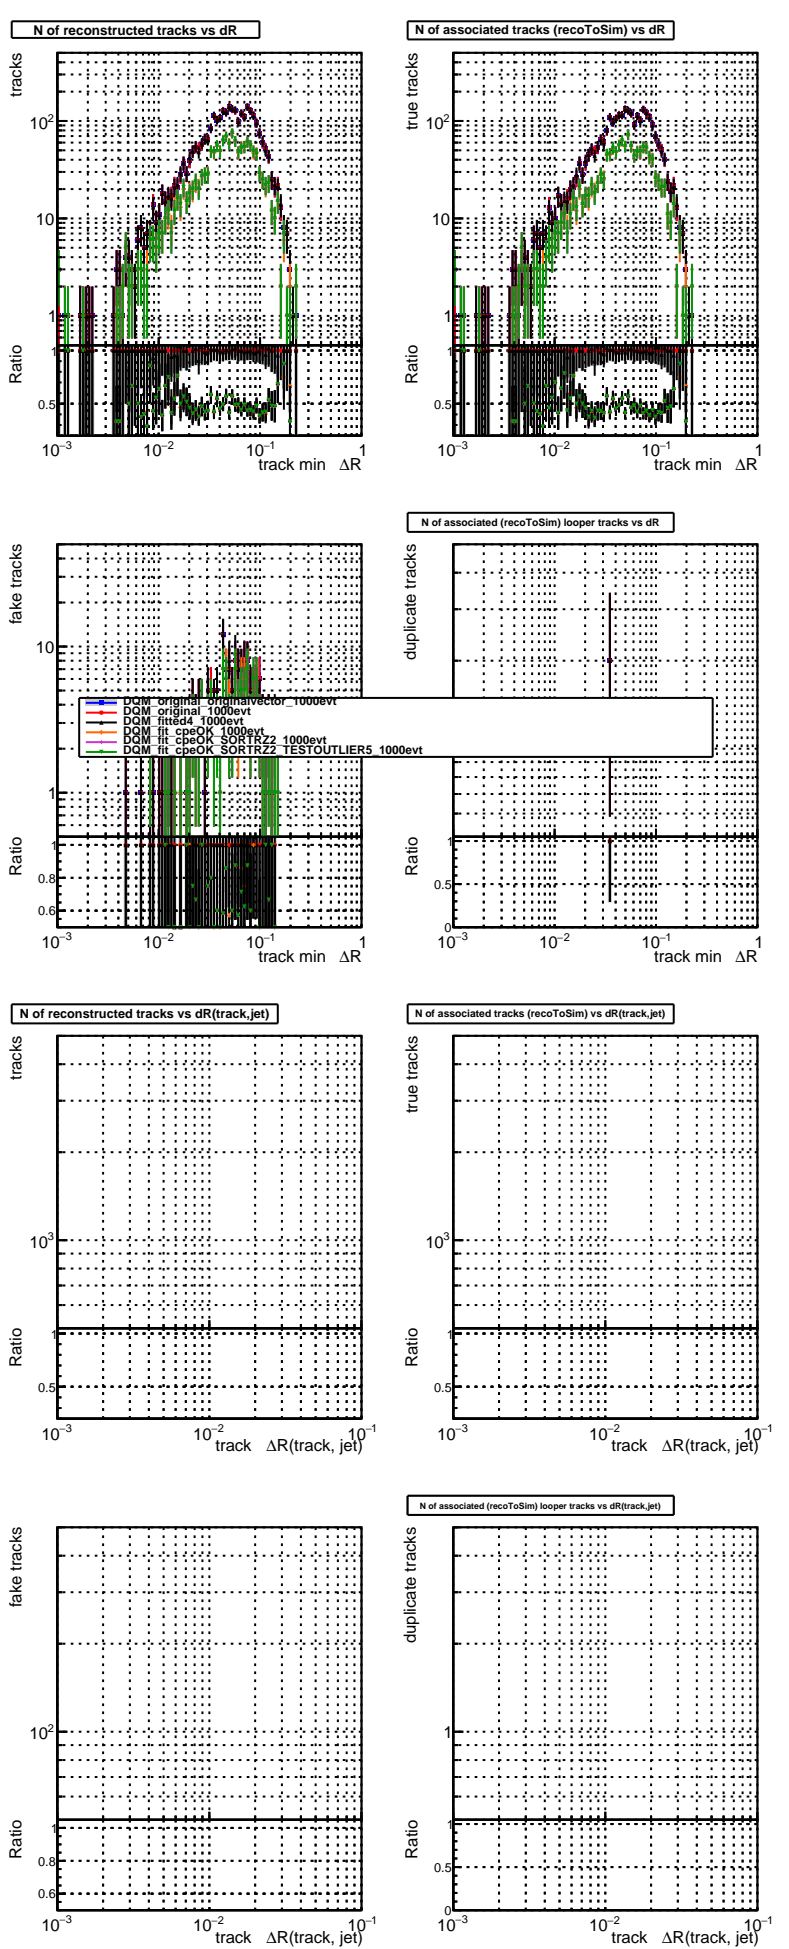 N of reconstructed tracks vs dR
N of associated tracks (recoToSim) vs dR
tracks
10²
10
1
Ratio
1
0.5
10⁻³ 10⁻² 10⁻¹ 1
track min ΔR
true tracks
10²
10
1
Ratio
1
0.5
10⁻³ 10⁻² 10⁻¹ 1
track min ΔR
N of associated (recoToSim) looper tracks vs dR
fake tracks
10
1
Ratio
1
0.8
0.6
10⁻³ 10⁻² 10⁻¹ 1
track min ΔR
duplicate tracks
Ratio
1
0.5
0
10⁻³ 10⁻² 10⁻¹ 1
track min ΔR
DQM_original_originalvector_1000evt
DQM_original_1000evt
DQM_fitted4_1000evt
DQM_fit_cpeOK_1000evt
DQM_fit_cpeOK_SORTRZ2_1000evt
DQM_fit_cpeOK_SORTRZ2_TESTOUTLIER5_1000evt
N of reconstructed tracks vs dR(track,jet)
N of associated tracks (recoToSim) vs dR(track,jet)
tracks
10³
Ratio
1
0.5
10⁻³ 10⁻² 10⁻¹
track ΔR(track, jet)
true tracks
10³
Ratio
1
0.5
10⁻³ 10⁻² 10⁻¹
track ΔR(track, jet)
N of associated (recoToSim) looper tracks vs dR(track,jet)
fake tracks
10²
Ratio
1
0.8
0.6
10⁻³ 10⁻² 10⁻¹
track ΔR(track, jet)
duplicate tracks
1
Ratio
1
0.5
0
10⁻³ 10⁻² 10⁻¹
track ΔR(track, jet)